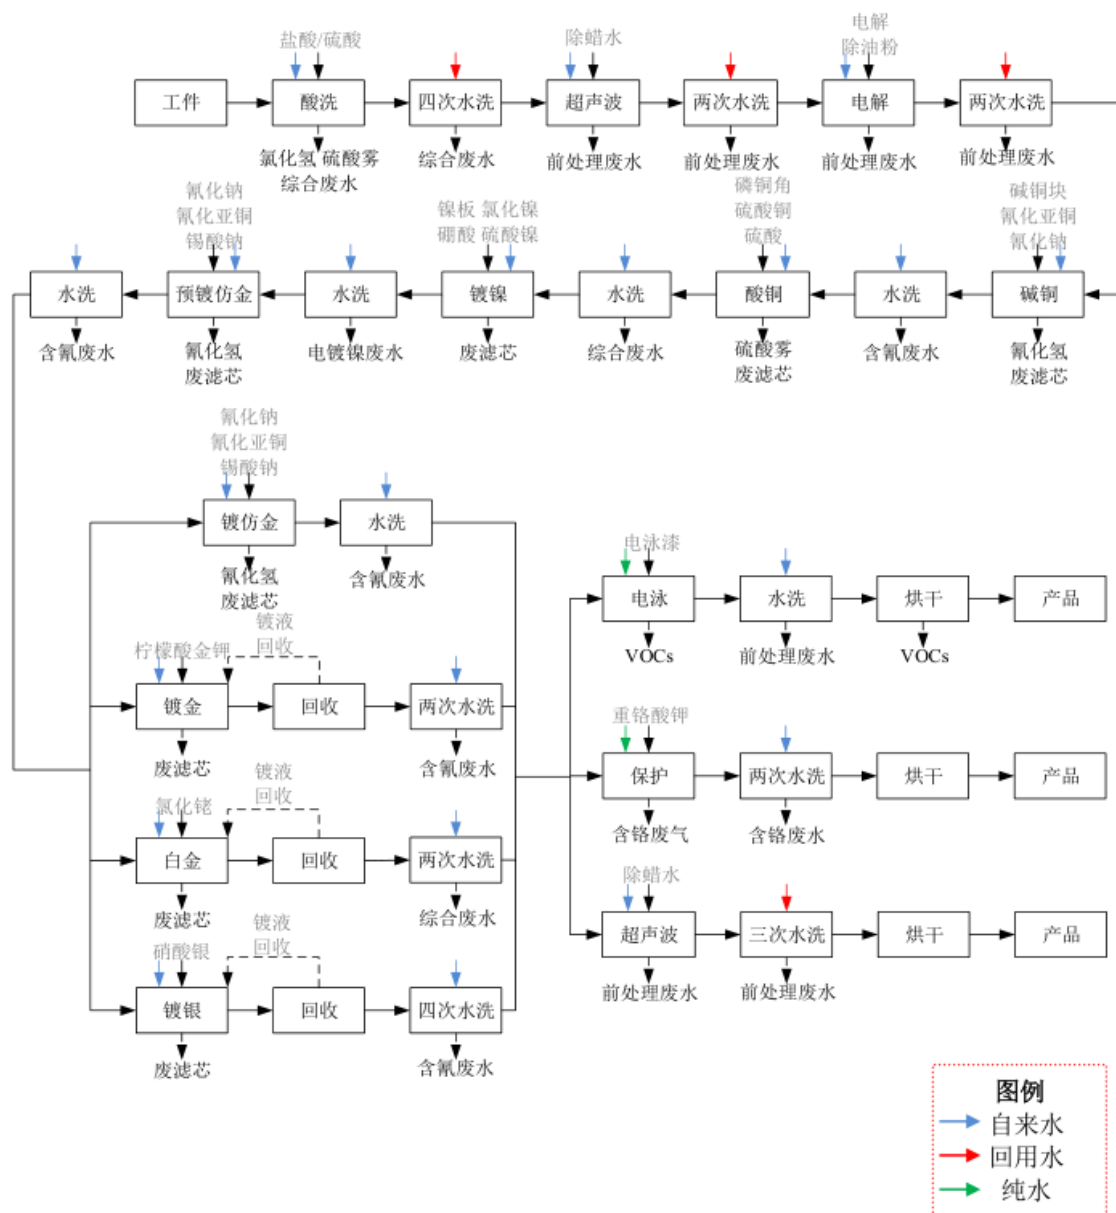 盐酸/硫酸
除蜡水
电解
除油粉
工件
酸洗
四次水洗
超声波
两次水洗
电解
两次水洗
氯化氢 硫酸雾
综合废水
综合废水
前处理废水
前处理废水
前处理废水
前处理废水
氰化钠
氰化亚铜
锡酸钠
镍板 氯化镍
硼酸 硫酸镍
磷铜角
硫酸铜
硫酸
碱铜块
氰化亚铜
氰化钠
水洗
预镀仿金
水洗
镀镍
水洗
酸铜
水洗
碱铜
含氰废水
氰化氢
废滤芯
电镀镍废水
废滤芯
综合废水
硫酸雾
废滤芯
含氰废水
氰化氢
废滤芯
氰化钠
氰化亚铜
锡酸钠
镀仿金
水洗
氰化氢
废滤芯
含氰废水
电泳漆
电泳
水洗
烘干
产品
VOCs
前处理废水
VOCs
柠檬酸金钾
镀液
回收
镀金
回收
两次水洗
废滤芯
含氰废水
重铬酸钾
保护
两次水洗
烘干
产品
含铬废气
含铬废水
氯化铑
镀液
回收
白金
回收
两次水洗
废滤芯
综合废水
除蜡水
超声波
三次水洗
烘干
产品
前处理废水
前处理废水
硝酸银
镀液
回收
镀银
回收
四次水洗
废滤芯
含氰废水
图例
自来水
回用水
纯水